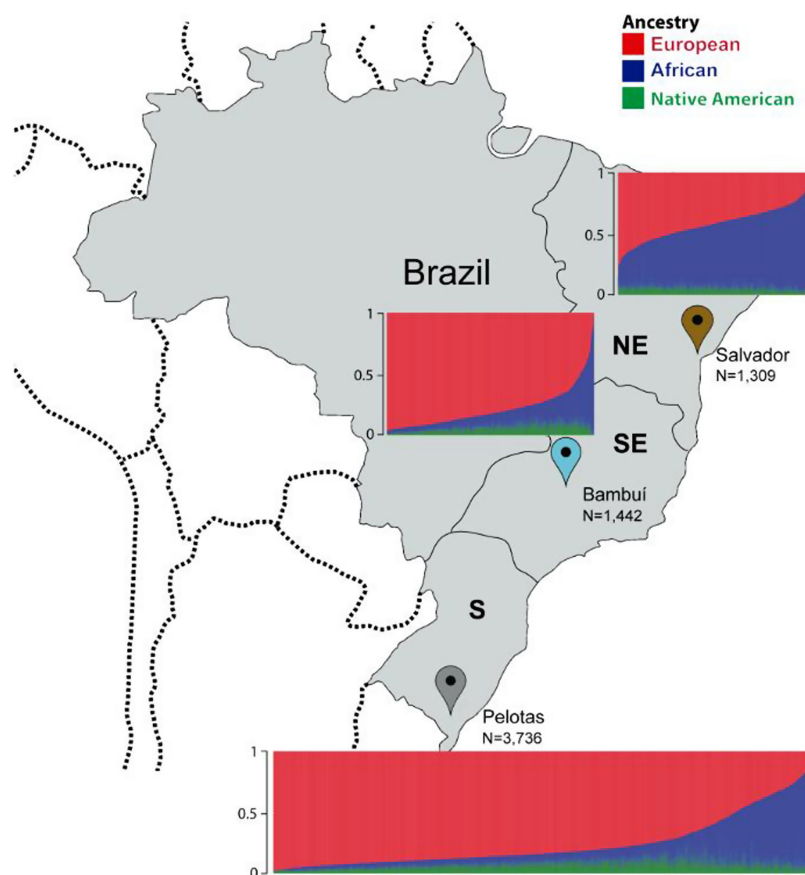 Ancestry
European
African
Native American
1
0.5
0
Brazil
1
0.5
0
NE
Salvador
N=1,309
SE
Bambuí
N=1,442
S
Pelotas
N=3,736
1
0.5
0